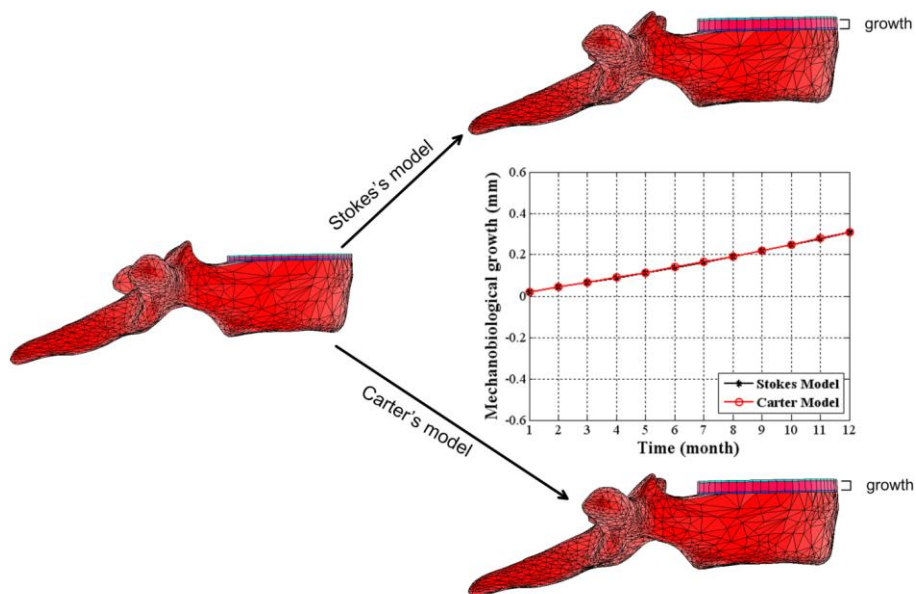 growth
Stokes's model
0.6
0.4
0.2
0
-0.2
-0.4
-0.6
Mechanobiological growth (mm)
Stokes Model
Carter Model
1 2 3 4 5 6 7 8 9 10 11 12
Time (month)
Carter's model
growth